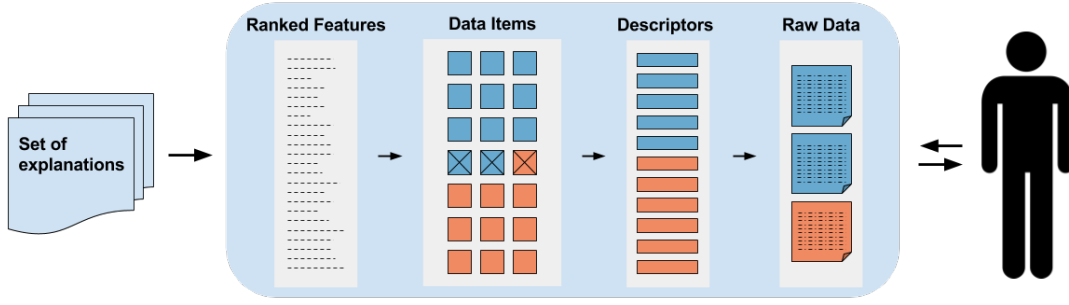 Ranked Features
Data Items
Descriptors
Raw Data
Set of
explanations